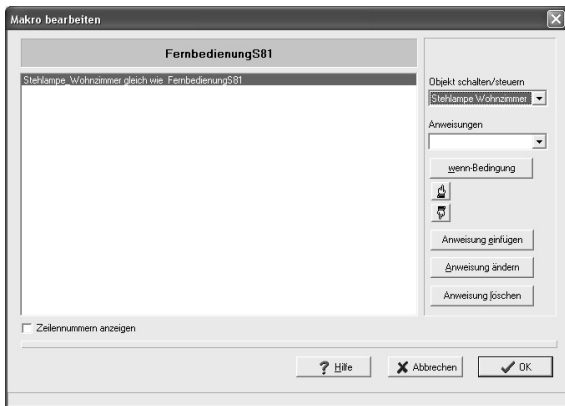 Makro bearbeiten
FernbedienungS81
Stehlampe_Wohnzimmer gleich wie FernbedienungS81
Objekt schalten/steuern
Stehlampe Wohnzimmer
Anweisungen
wenn-Bedingung
Anweisung einfügen
Anweisung ändern
Anweisung löschen
Zeilennummern anzeigen
? Hilfe
Abbrechen
OK